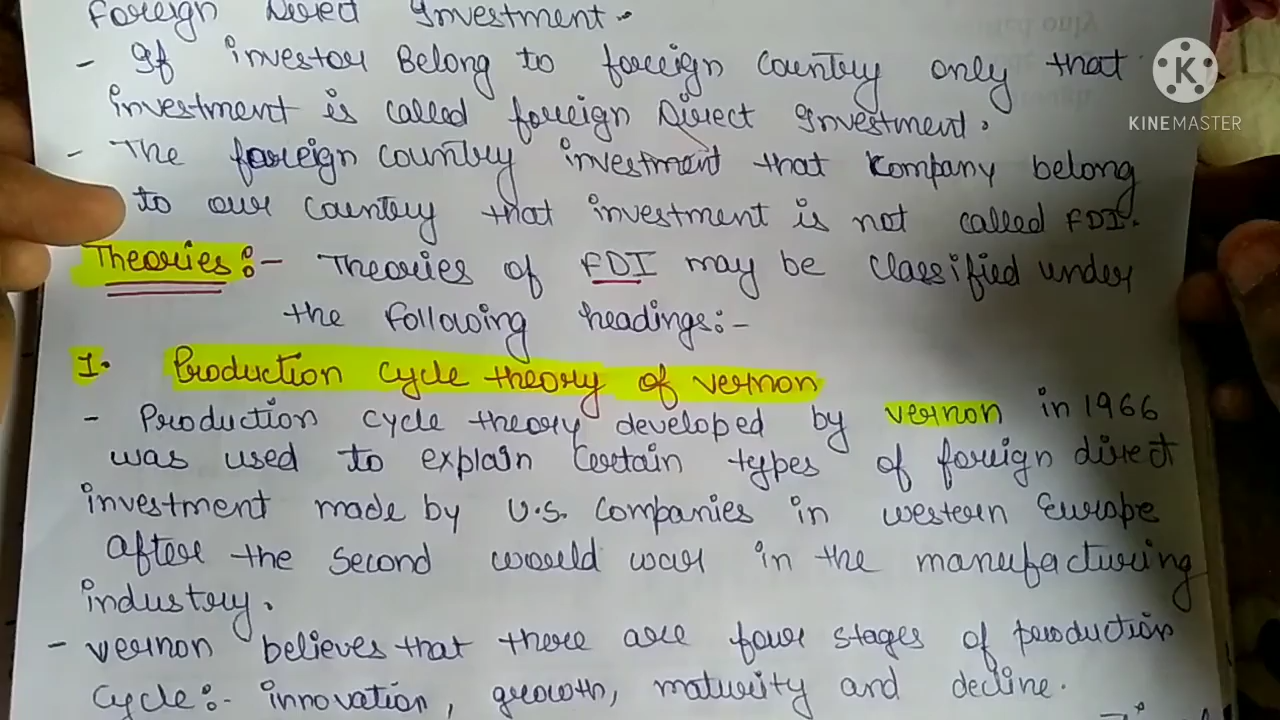 Foreign Direct Investment.
- If investor Belong to foreign country only that
investment is called foreign Direct Investment.
- The foreign country investment that Company belong
to our country that investment is not called FDI.
Theories:- Theories of FDI may be classified under
the following headings:-
1. Production cycle theory of vernon
- Production cycle theory developed by vernon in 1966
was used to explain Certain types of foreign direct
investment made by U.S. Companies in western Europe
after the second would war in the manufacturing
industry.
- vernon believes that there are four stages of production
cycle:- innovation, growth, maturity and decline.
K
KINEMASTER